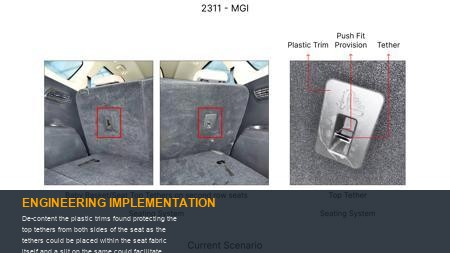 2311 - MGI
Push Fit
Plastic Trim Provision Tether
Top Tether
ENGINEERING IMPLEMENTATION
De-content the plastic trims found protecting the
top tethers from both sides of the seat as the
tethers could be placed within the seat fabric
itself and a slit on the same could facilitate
Seating System
Current Scenario